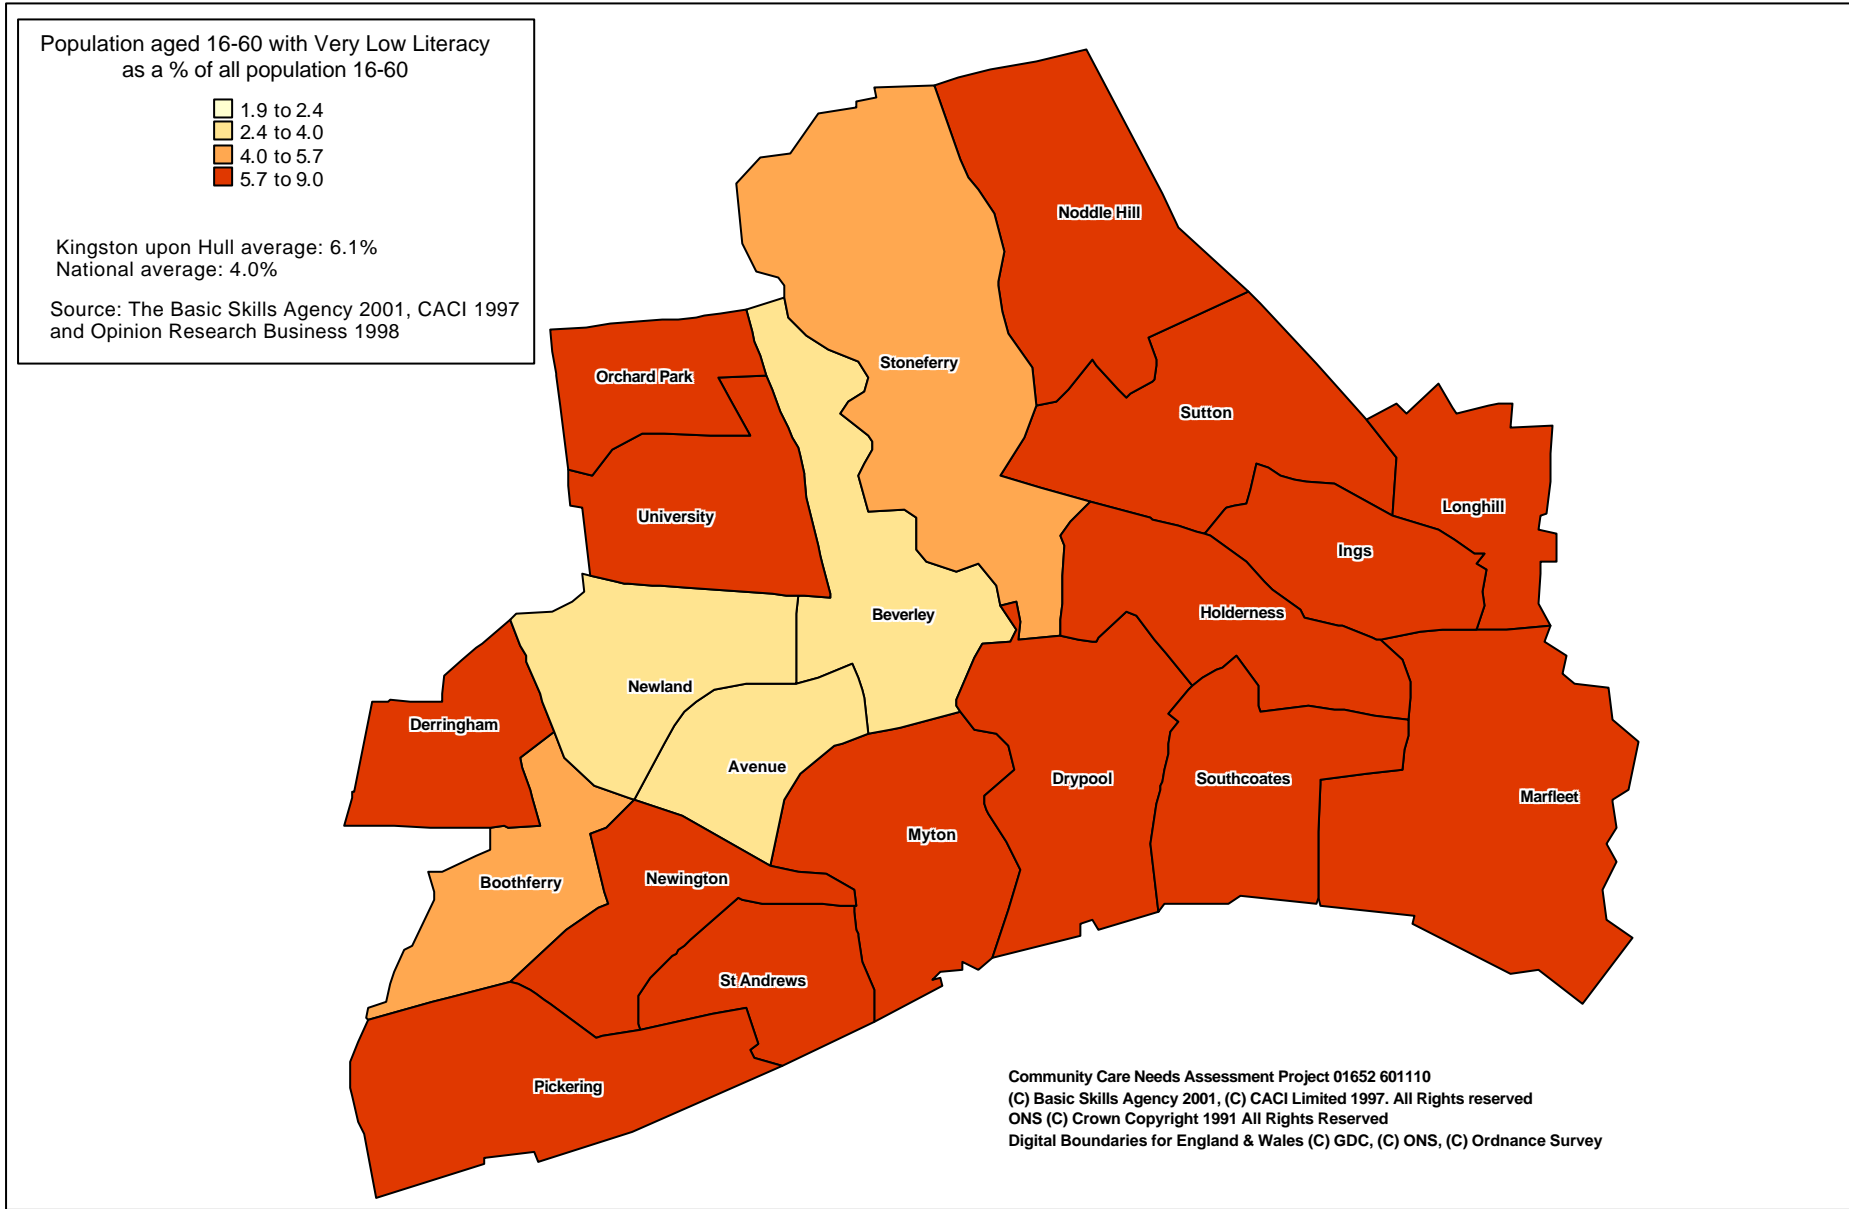 Population aged 16-60 with Very Low Literacy
as a % of all population 16-60
1.9 to 2.4
2.4 to 4.0
4.0 to 5.7
5.7 to 9.0
Kingston upon Hull average: 6.1%
National average: 4.0%
Source: The Basic Skills Agency 2001, CACI 1997
and Opinion Research Business 1998
Noddle Hill
Stoneferry
Orchard Park
Sutton
Longhill
University
Ings
Holderness
Beverley
Newland
Derringham
Avenue
Drypool
Southcoates
Marfleet
Myton
Newington
Boothferry
St Andrews
Pickering
Community Care Needs Assessment Project 01652 601110
(C) Basic Skills Agency 2001, (C) CACI Limited 1997. All Rights reserved
ONS (C) Crown Copyright 1991 All Rights Reserved
Digital Boundaries for England & Wales (C) GDC, (C) ONS, (C) Ordnance Survey